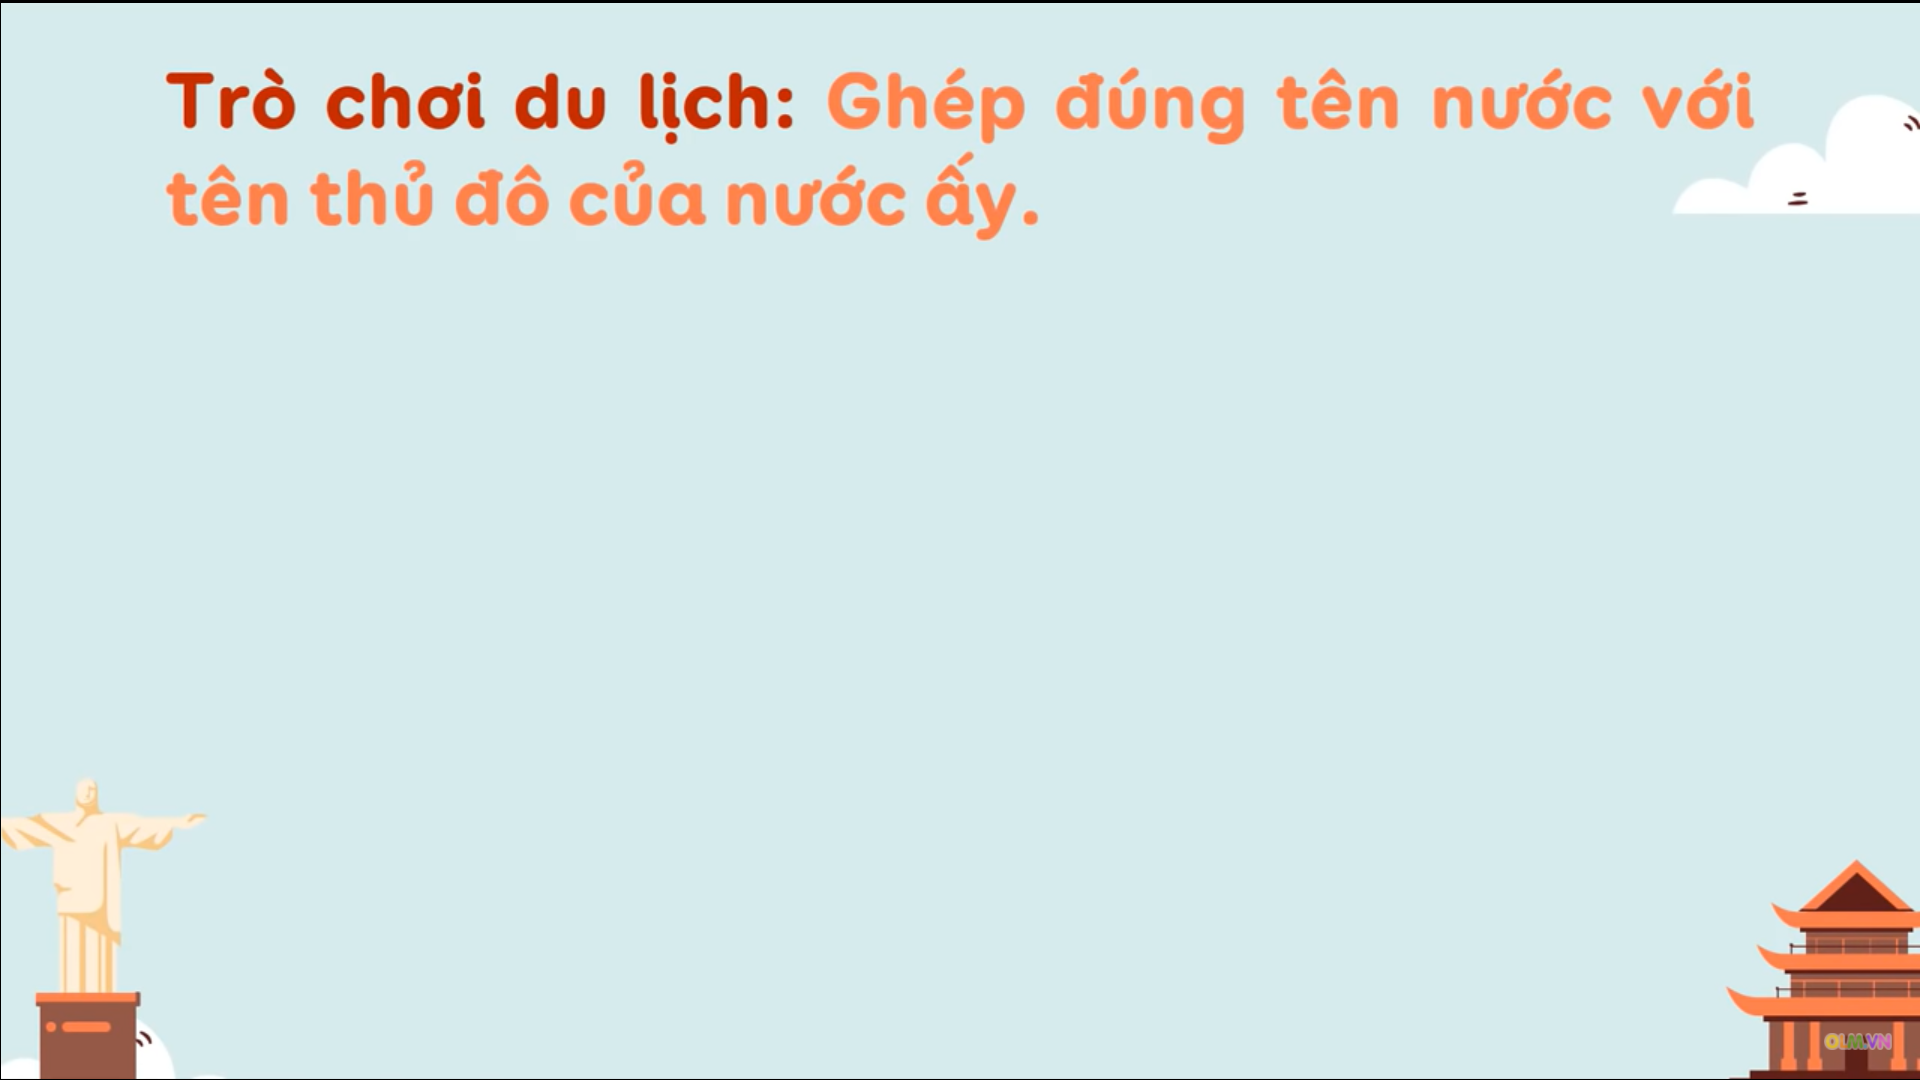 Trò chơi du lịch: Ghép đúng tên nước với
tên thủ đô của nước ấy.
OLM.VN